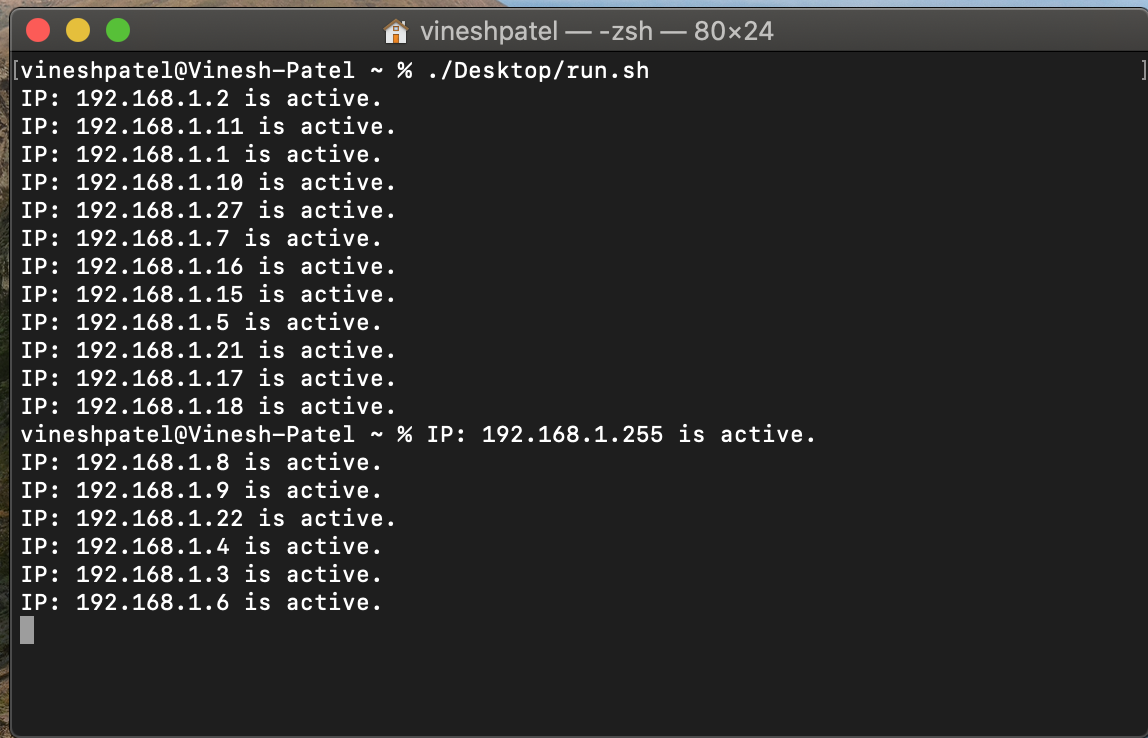 vineshpatel — -zsh — 80×24
[vineshpatel@Vinesh-Patel ~ % ./Desktop/run.sh ]
IP: 192.168.1.2 is active.
IP: 192.168.1.11 is active.
IP: 192.168.1.1 is active.
IP: 192.168.1.10 is active.
IP: 192.168.1.27 is active.
IP: 192.168.1.7 is active.
IP: 192.168.1.16 is active.
IP: 192.168.1.15 is active.
IP: 192.168.1.5 is active.
IP: 192.168.1.21 is active.
IP: 192.168.1.17 is active.
IP: 192.168.1.18 is active.
vineshpatel@Vinesh-Patel ~ % IP: 192.168.1.255 is active.
IP: 192.168.1.8 is active.
IP: 192.168.1.9 is active.
IP: 192.168.1.22 is active.
IP: 192.168.1.4 is active.
IP: 192.168.1.3 is active.
IP: 192.168.1.6 is active.